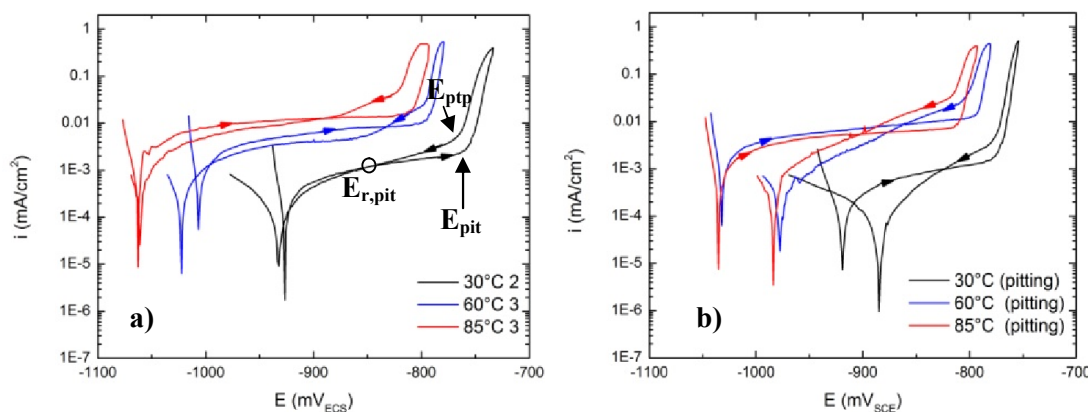 1
0.1
0.01
1E-3
1E-4
1E-5
1E-6
1E-7
i (mA/cm²)
E_ptp
E_r,pit
E_pit
a)
30°C 2
60°C 3
85°C 3
-1100
-1000
-900
-800
-700
E (mV_ECS)
1
0.1
0.01
1E-3
1E-4
1E-5
1E-6
1E-7
i (mA/cm²)
b)
30°C (pitting)
60°C (pitting)
85°C (pitting)
-1100
-1000
-900
-800
-700
E (mV_SCE)